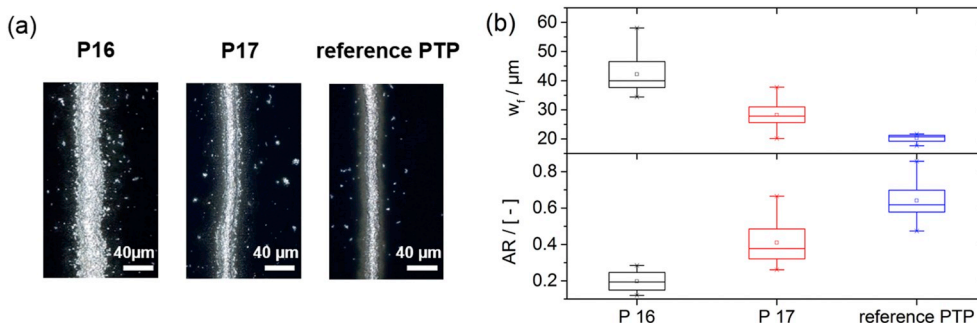 (a)
P16 P17 reference PTP
40µm 40 µm 40 µm
(b)
w_f / µm
60
50
40
30
20
AR / [ - ]
0.8
0.6
0.4
0.2
P 16 P 17 reference PTP